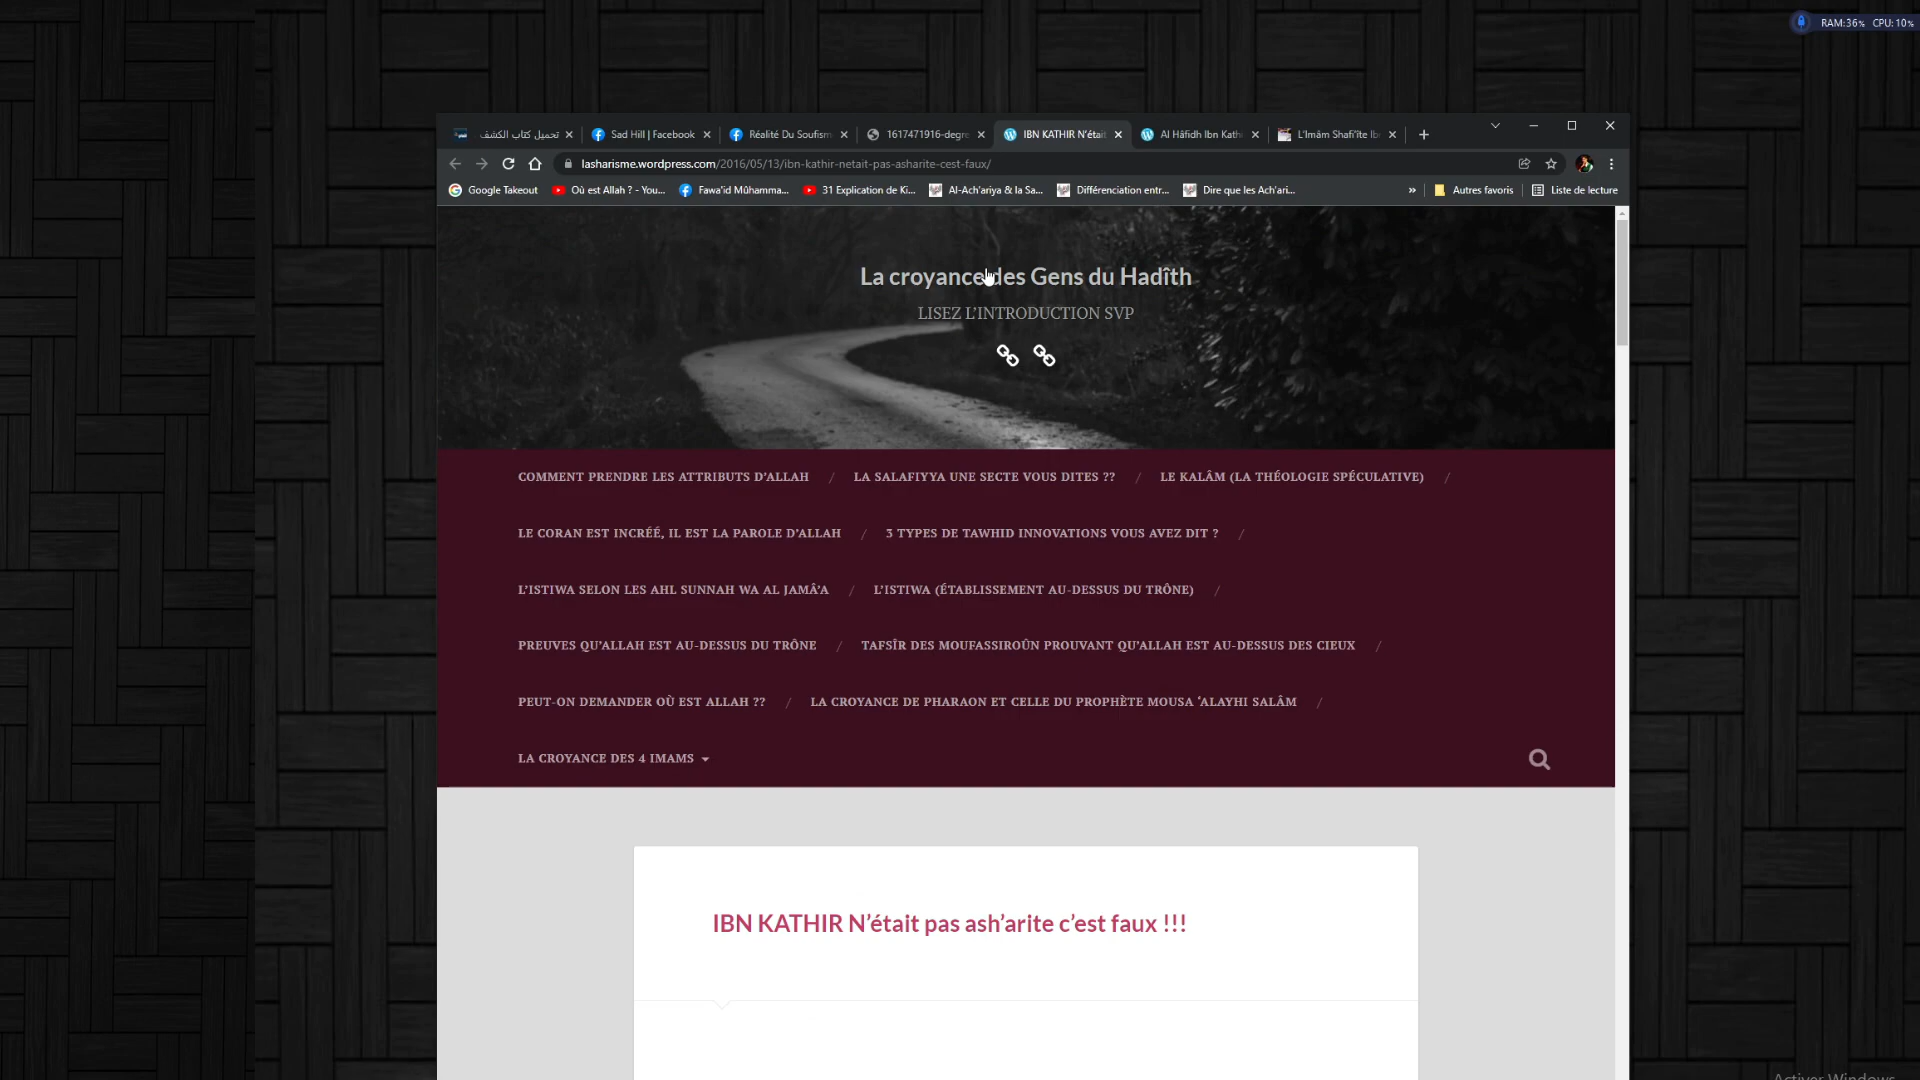 RAM:36% CPU:10%
تحميل كتاب الكشف
Sad Hill | Facebook
Réalité Du Soufism
1617471916-degre
IBN KATHIR N'était
Al Hâfidh Ibn Kath
L'Imâm Shafi'îte Ib
lasharisme.wordpress.com/2016/05/13/ibn-kathir-netait-pas-asharite-cest-faux/
Google Takeout
Où est Allah ? - You...
Fawa'id Mûhamma...
31 Explication de Ki...
Al-Ach'ariya & la Sa...
Différenciation entr...
Dire que les Ach'ari...
»
Autres favoris
Liste de lecture
La croyance des Gens du Hadîth
LISEZ L'INTRODUCTION SVP
COMMENT PRENDRE LES ATTRIBUTS D'ALLAH / LA SALAFIYYA UNE SECTE VOUS DITES ?? / LE KALÂM (LA THÉOLOGIE SPÉCULATIVE) /
LE CORAN EST INCRÉÉ, IL EST LA PAROLE D'ALLAH / 3 TYPES DE TAWHID INNOVATIONS VOUS AVEZ DIT ? /
L'ISTIWA SELON LES AHL SUNNAH WA AL JAMÂ'A / L'ISTIWA (ÉTABLISSEMENT AU-DESSUS DU TRÔNE) /
PREUVES QU'ALLAH EST AU-DESSUS DU TRÔNE / TAFSÎR DES MOUFASSIROÛN PROUVANT QU'ALLAH EST AU-DESSUS DES CIEUX /
PEUT-ON DEMANDER OÙ EST ALLAH ?? / LA CROYANCE DE PHARAON ET CELLE DU PROPHÈTE MOUSA 'ALAYHI SALÂM /
LA CROYANCE DES 4 IMAMS
IBN KATHIR N'était pas ash'arite c'est faux !!!
Activer Windows